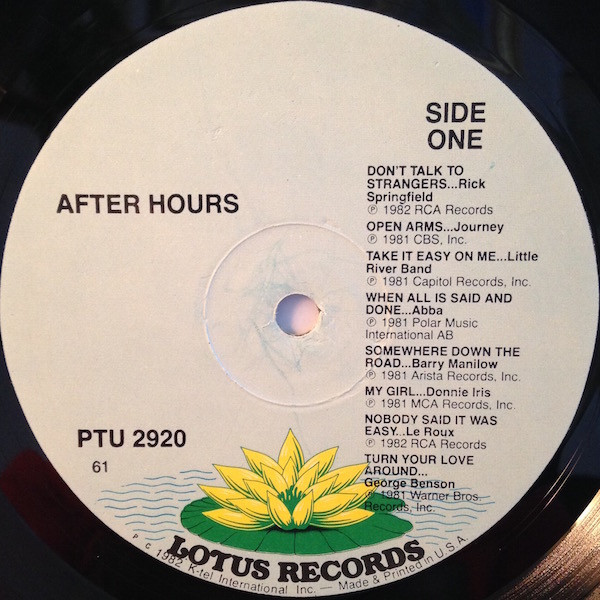 SIDE
ONE
AFTER HOURS
DON'T TALK TO
STRANGERS...Rick
Springfield
℗ 1982 RCA Records
OPEN ARMS...Journey
℗ 1981 CBS, Inc.
TAKE IT EASY ON ME...Little
River Band
℗ 1981 Capitol Records, Inc.
WHEN ALL IS SAID AND
DONE...Abba
℗ 1981 Polar Music
International AB
SOMEWHERE DOWN THE
ROAD...Barry Manilow
℗ 1981 Arista Records, Inc.
MY GIRL...Donnie Iris
℗ 1981 MCA Records, Inc.
NOBODY SAID IT WAS
EASY...Le Roux
℗ 1982 RCA Records
TURN YOUR LOVE
AROUND...
George Benson
℗ 1981 Warner Bros.
Records, Inc.
PTU 2920
61
LOTUS RECORDS
P C 1982 K-tel International Inc. — Made & Printed in U.S.A.